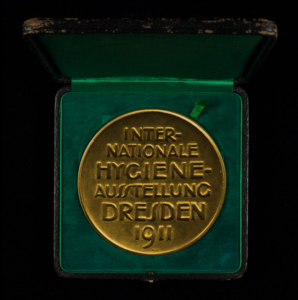 INTER-
NATIONALE
HYGIENE-
AUSSTELLUNG
DRESDEN
1911